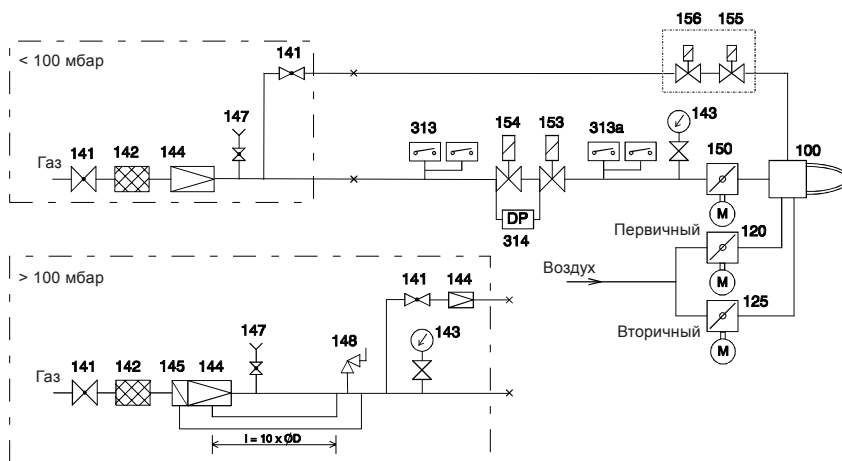 156 155
< 100 мбар
141
143
147
154 153
313 313a
150 100
Газ
141 142 144
DP
314
M
Первичный 120
M
Воздух
125
Вторичный
M
> 100 мбар
141 144
147 148 143
141 142 145 144
Газ
l = 10 x ØD